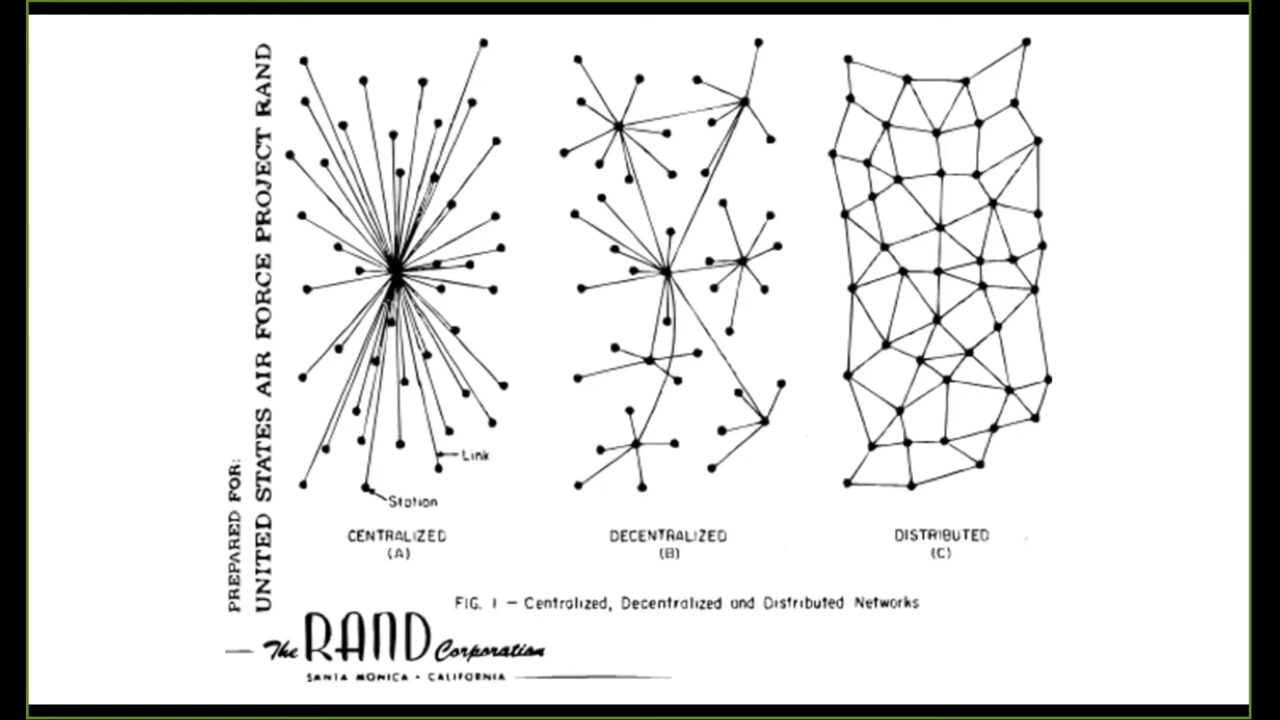 PREPARED FOR:
UNITED STATES AIR FORCE PROJECT RAND
Link
Station
CENTRALIZED
(A)
DECENTRALIZED
(B)
DISTRIBUTED
(C)
FIG. 1 – Centralized, Decentralized and Distributed Networks
The RAND Corporation
SANTA MONICA • CALIFORNIA